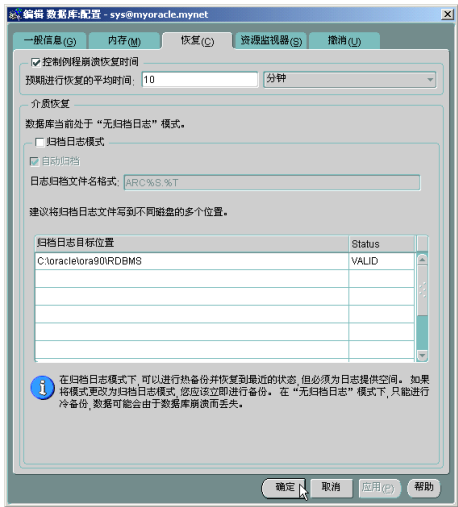 编辑 数据库:配置 - sys@myoracle.mynet
一般信息(G) 内存(M) 恢复(C) 资源监视器(S) 撤消(U)
控制例程崩溃恢复时间
预期进行恢复的平均时间: 10 分钟
介质恢复
数据库当前处于“无归档日志”模式。
归档日志模式
自动归档
日志归档文件名格式: ARC%S.%T
建议将归档日志文件写到不同磁盘的多个位置。
归档日志目标位置 Status
C:\oracle\ora90\RDBMS VALID
在归档日志模式下,可以进行热备份并恢复到最近的状态,但必须为日志提供空间。 如果
将模式更改为归档日志模式,您应该立即进行备份。 在“无归档日志”模式下,只能进行
冷备份,数据可能会由于数据库崩溃而丢失。
确定 取消 应用(P) 帮助